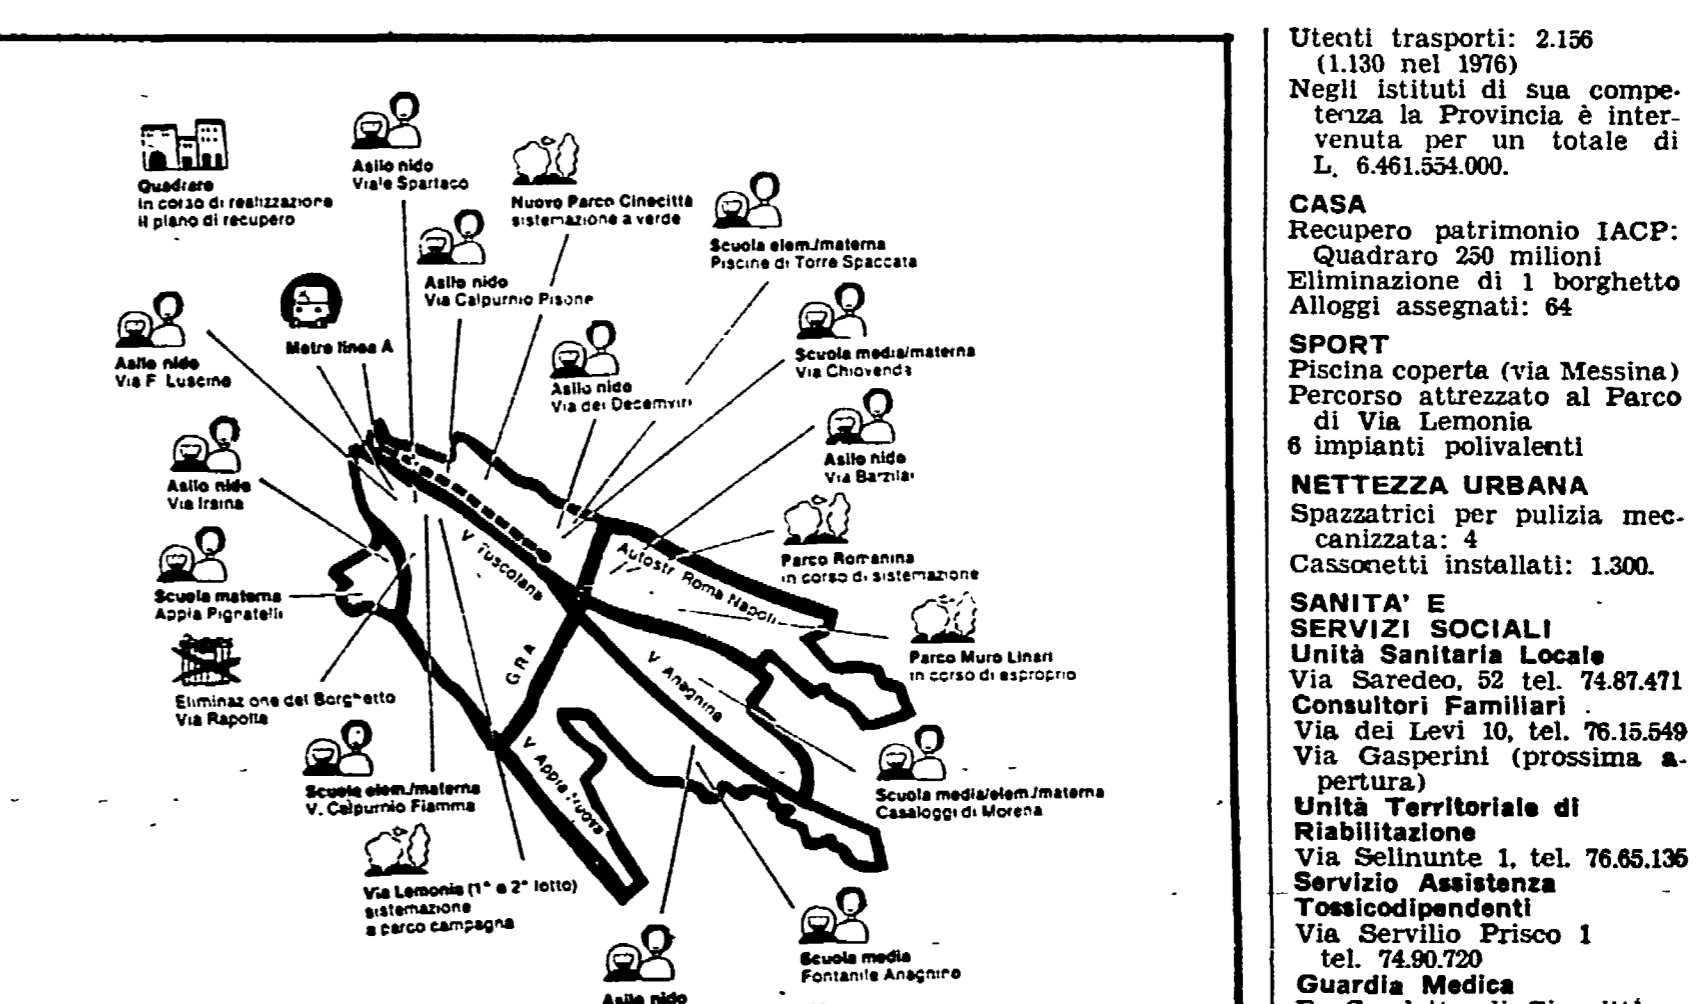 Quadraro
in corso di realizzazione
il piano di recupero
Asilo nido
Viale Spartaco
Nuovo Parco Cinecittà
sistemazione a verde
Scuola elem./materna
Piscine di Torre Spaccata
Asilo nido
Via Calpurnio Pisone
Metro linea A
Asilo nido
Via F. Luserna
Asilo nido
Via dei Decemviri
Scuola media/materna
Via Chiovenda
Asilo nido
Via Barzilai
Asilo nido
Via Irsina
Parco Romanina
in corso di sistemazione
Scuola materna
Appia Pignatelli
Parco Muro Linari
in corso di esproprio
Eliminazione del Borghetto
Via Rapolla
Scuola elem./materna
V. Calpurnio Fiamma
Scuola media/elem./materna
Casaloggi di Morena
Via Lemonia (1° e 2° lotto)
sistemazione
a parco campagna
Scuola media
Fontanile Anagnino
Asilo nido
V. Tuscolana
Autostr. Roma Napoli
GRA
V. Anagnina
V. Appia Nuova
Utenti trasporti: 2.156
(1.130 nel 1976)
Negli istituti di sua compe-
tenza la Provincia è inter-
venuta per un totale di
L. 6.461.554.000.
CASA
Recupero patrimonio IACP:
Quadraro 250 milioni
Eliminazione di 1 borghetto
Alloggi assegnati: 64
SPORT
Piscina coperta (via Messina)
Percorso attrezzato al Parco
di Via Lemonia
6 impianti polivalenti
NETTEZZA URBANA
Spazzatrici per pulizia mec-
canizzata: 4
Cassonetti installati: 1.300.
SANITA' E
SERVIZI SOCIALI
Unità Sanitaria Locale
Via Saredeo, 52 tel. 74.87.471
Consultori Familiari
Via dei Levi 10, tel. 76.15.549
Via Gasperini (prossima a-
pertura)
Unità Territoriale di
Riabilitazione
Via Selinunte 1, tel. 76.65.135
Servizio Assistenza
Tossicodipendenti
Via Servilio Prisco 1
tel. 74.90.720
Guardia Medica